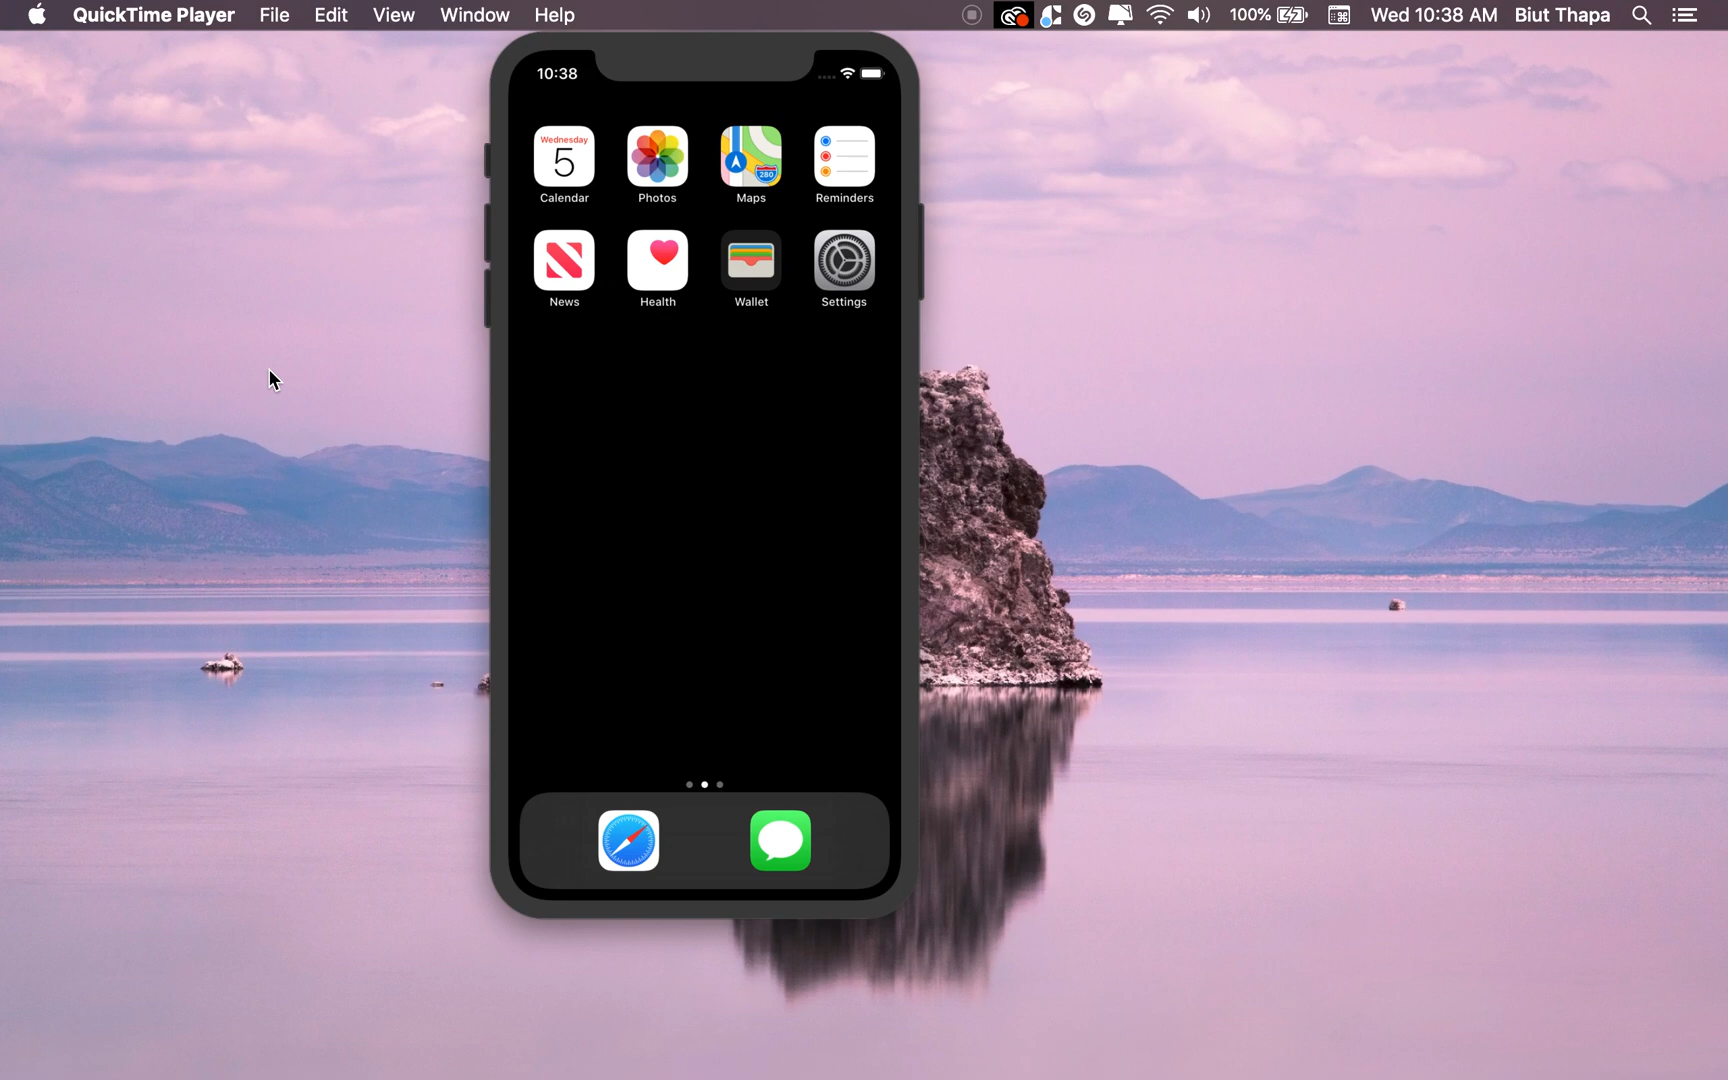 QuickTime Player File Edit View Window Help 100% Wed 10:38 AM Biut Thapa
10:38
Wednesday
5
280
Calendar Photos Maps Reminders
News Health Wallet Settings